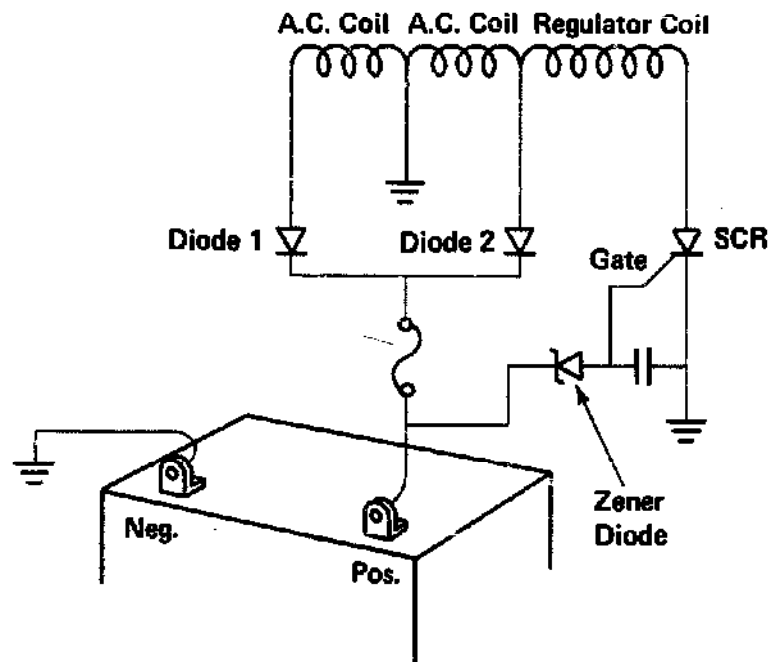 A.C. Coil A.C. Coil Regulator Coil
Diode 1 Diode 2 SCR
Gate
Zener
Diode
Neg.
Pos.